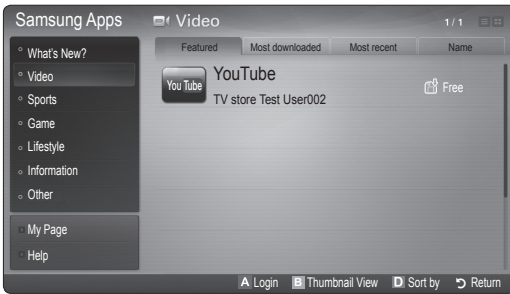 Samsung Apps
Video
1/1
What's New?
Video
Sports
Game
Lifestyle
Information
Other
My Page
Help
Featured
Most downloaded
Most recent
Name
You Tube
YouTube
TV store Test User002
Free
A Login
B Thumbnail View
D Sort by
Return